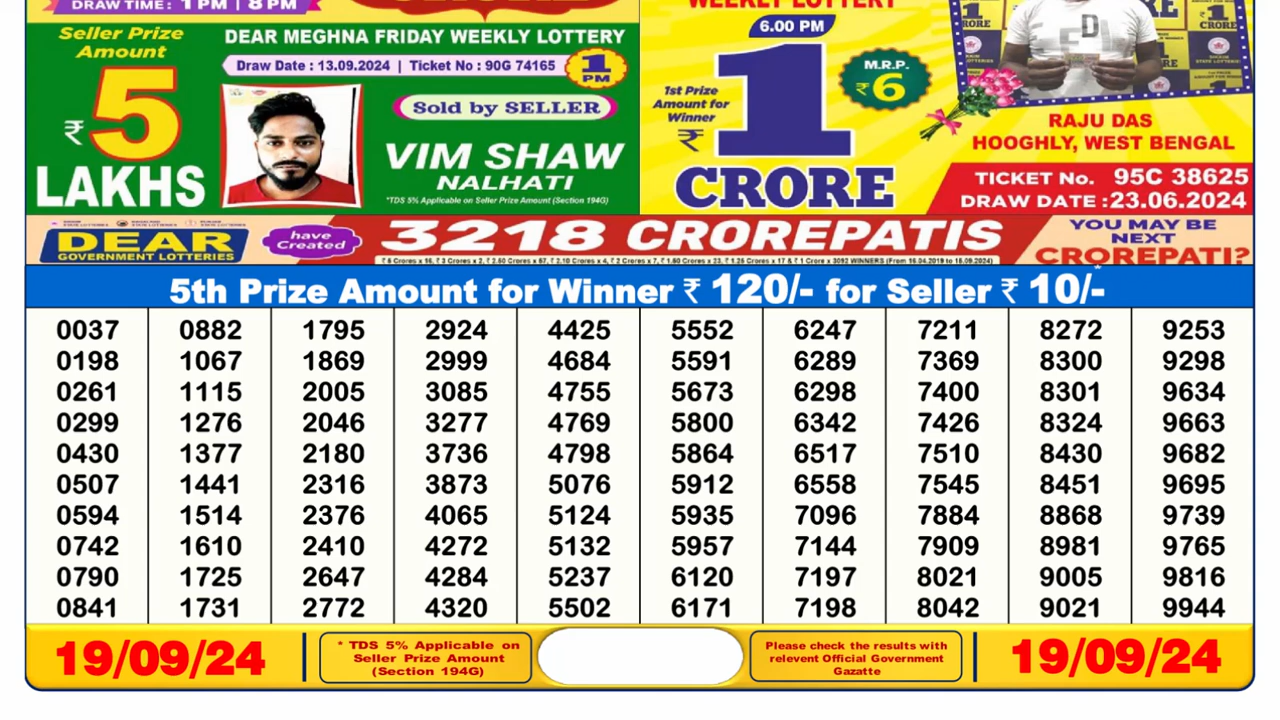 DRAW TIME: 1 PM | 8 PM
Seller Prize
Amount
₹ 5
LAKHS
DEAR MEGHNA FRIDAY WEEKLY LOTTERY
Draw Date : 13.09.2024 | Ticket No : 90G 74165
1
PM
Sold by SELLER
VIM SHAW
NALHATI
*TDS 5% Applicable on Seller Prize Amount (Section 194G)
WEEKLY LOTTERY
6.00 PM
M.R.P.
₹ 6
1st Prize
Amount for
Winner
₹ 1
CRORE
1
CRORE
RAJU DAS
HOOGHLY, WEST BENGAL
TICKET No. 95C 38625
DRAW DATE :23.06.2024
DEAR
GOVERNMENT LOTTERIES
have
Created
3218 CROREPATIS
YOU MAY BE
NEXT
CROREPATI?
5th Prize Amount for Winner ₹ 120/- for Seller ₹ 10/-*
0037 0882 1795 2924 4425 5552 6247 7211 8272 9253
0198 1067 1869 2999 4684 5591 6289 7369 8300 9298
0261 1115 2005 3085 4755 5673 6298 7400 8301 9634
0299 1276 2046 3277 4769 5800 6342 7426 8324 9663
0430 1377 2180 3736 4798 5864 6517 7510 8430 9682
0507 1441 2316 3873 5076 5912 6558 7545 8451 9695
0594 1514 2376 4065 5124 5935 7096 7884 8868 9739
0742 1610 2410 4272 5132 5957 7144 7909 8981 9765
0790 1725 2647 4284 5237 6120 7197 8021 9005 9816
0841 1731 2772 4320 5502 6171 7198 8042 9021 9944
19/09/24
* TDS 5% Applicable on
Seller Prize Amount
(Section 194G)
Please check the results with
relevent Official Government
Gazatte
19/09/24